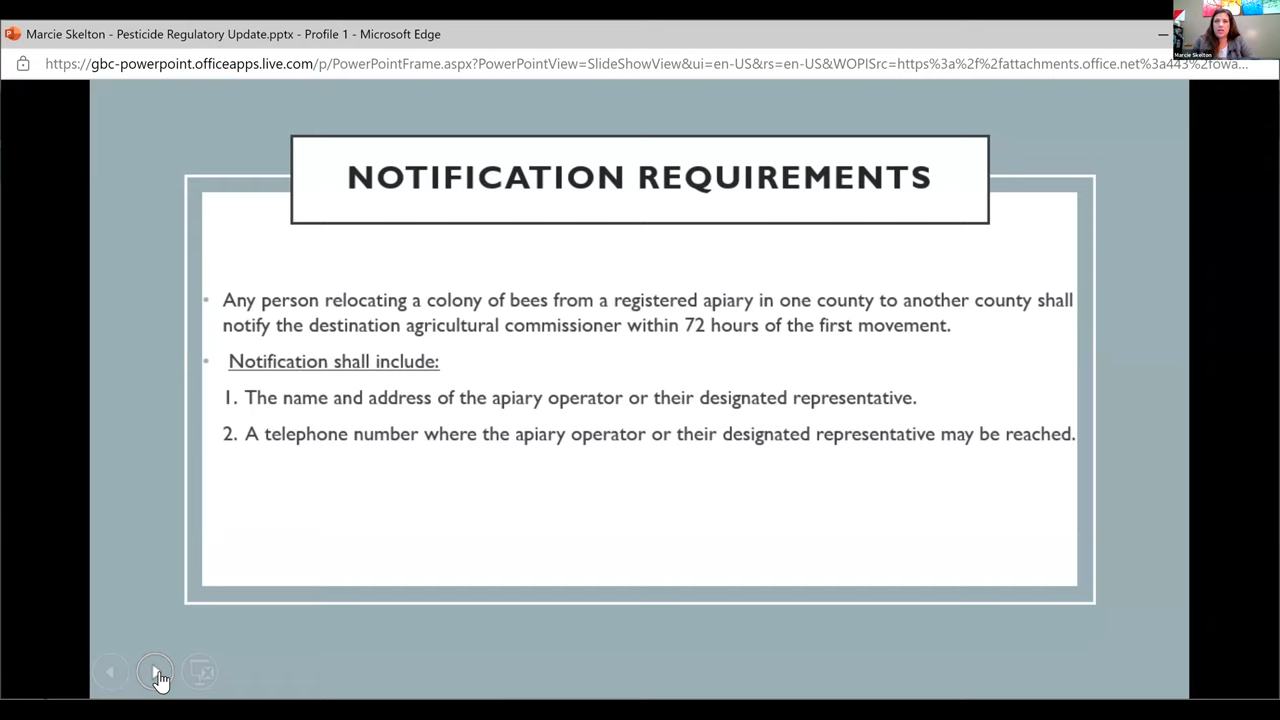 Marcie Skelton - Pesticide Regulatory Update.pptx - Profile 1 - Microsoft Edge
Marcie Skelton
https://gbc-powerpoint.officeapps.live.com/p/PowerPointFrame.aspx?PowerPointView=SlideShowView&ui=en-US&rs=en-US&WOPISrc=https%3a%2f%2fattachments.office.net%3a443%2fowa...
NOTIFICATION REQUIREMENTS
• Any person relocating a colony of bees from a registered apiary in one county to another county shall
notify the destination agricultural commissioner within 72 hours of the first movement.
• Notification shall include:
1. The name and address of the apiary operator or their designated representative.
2. A telephone number where the apiary operator or their designated representative may be reached.